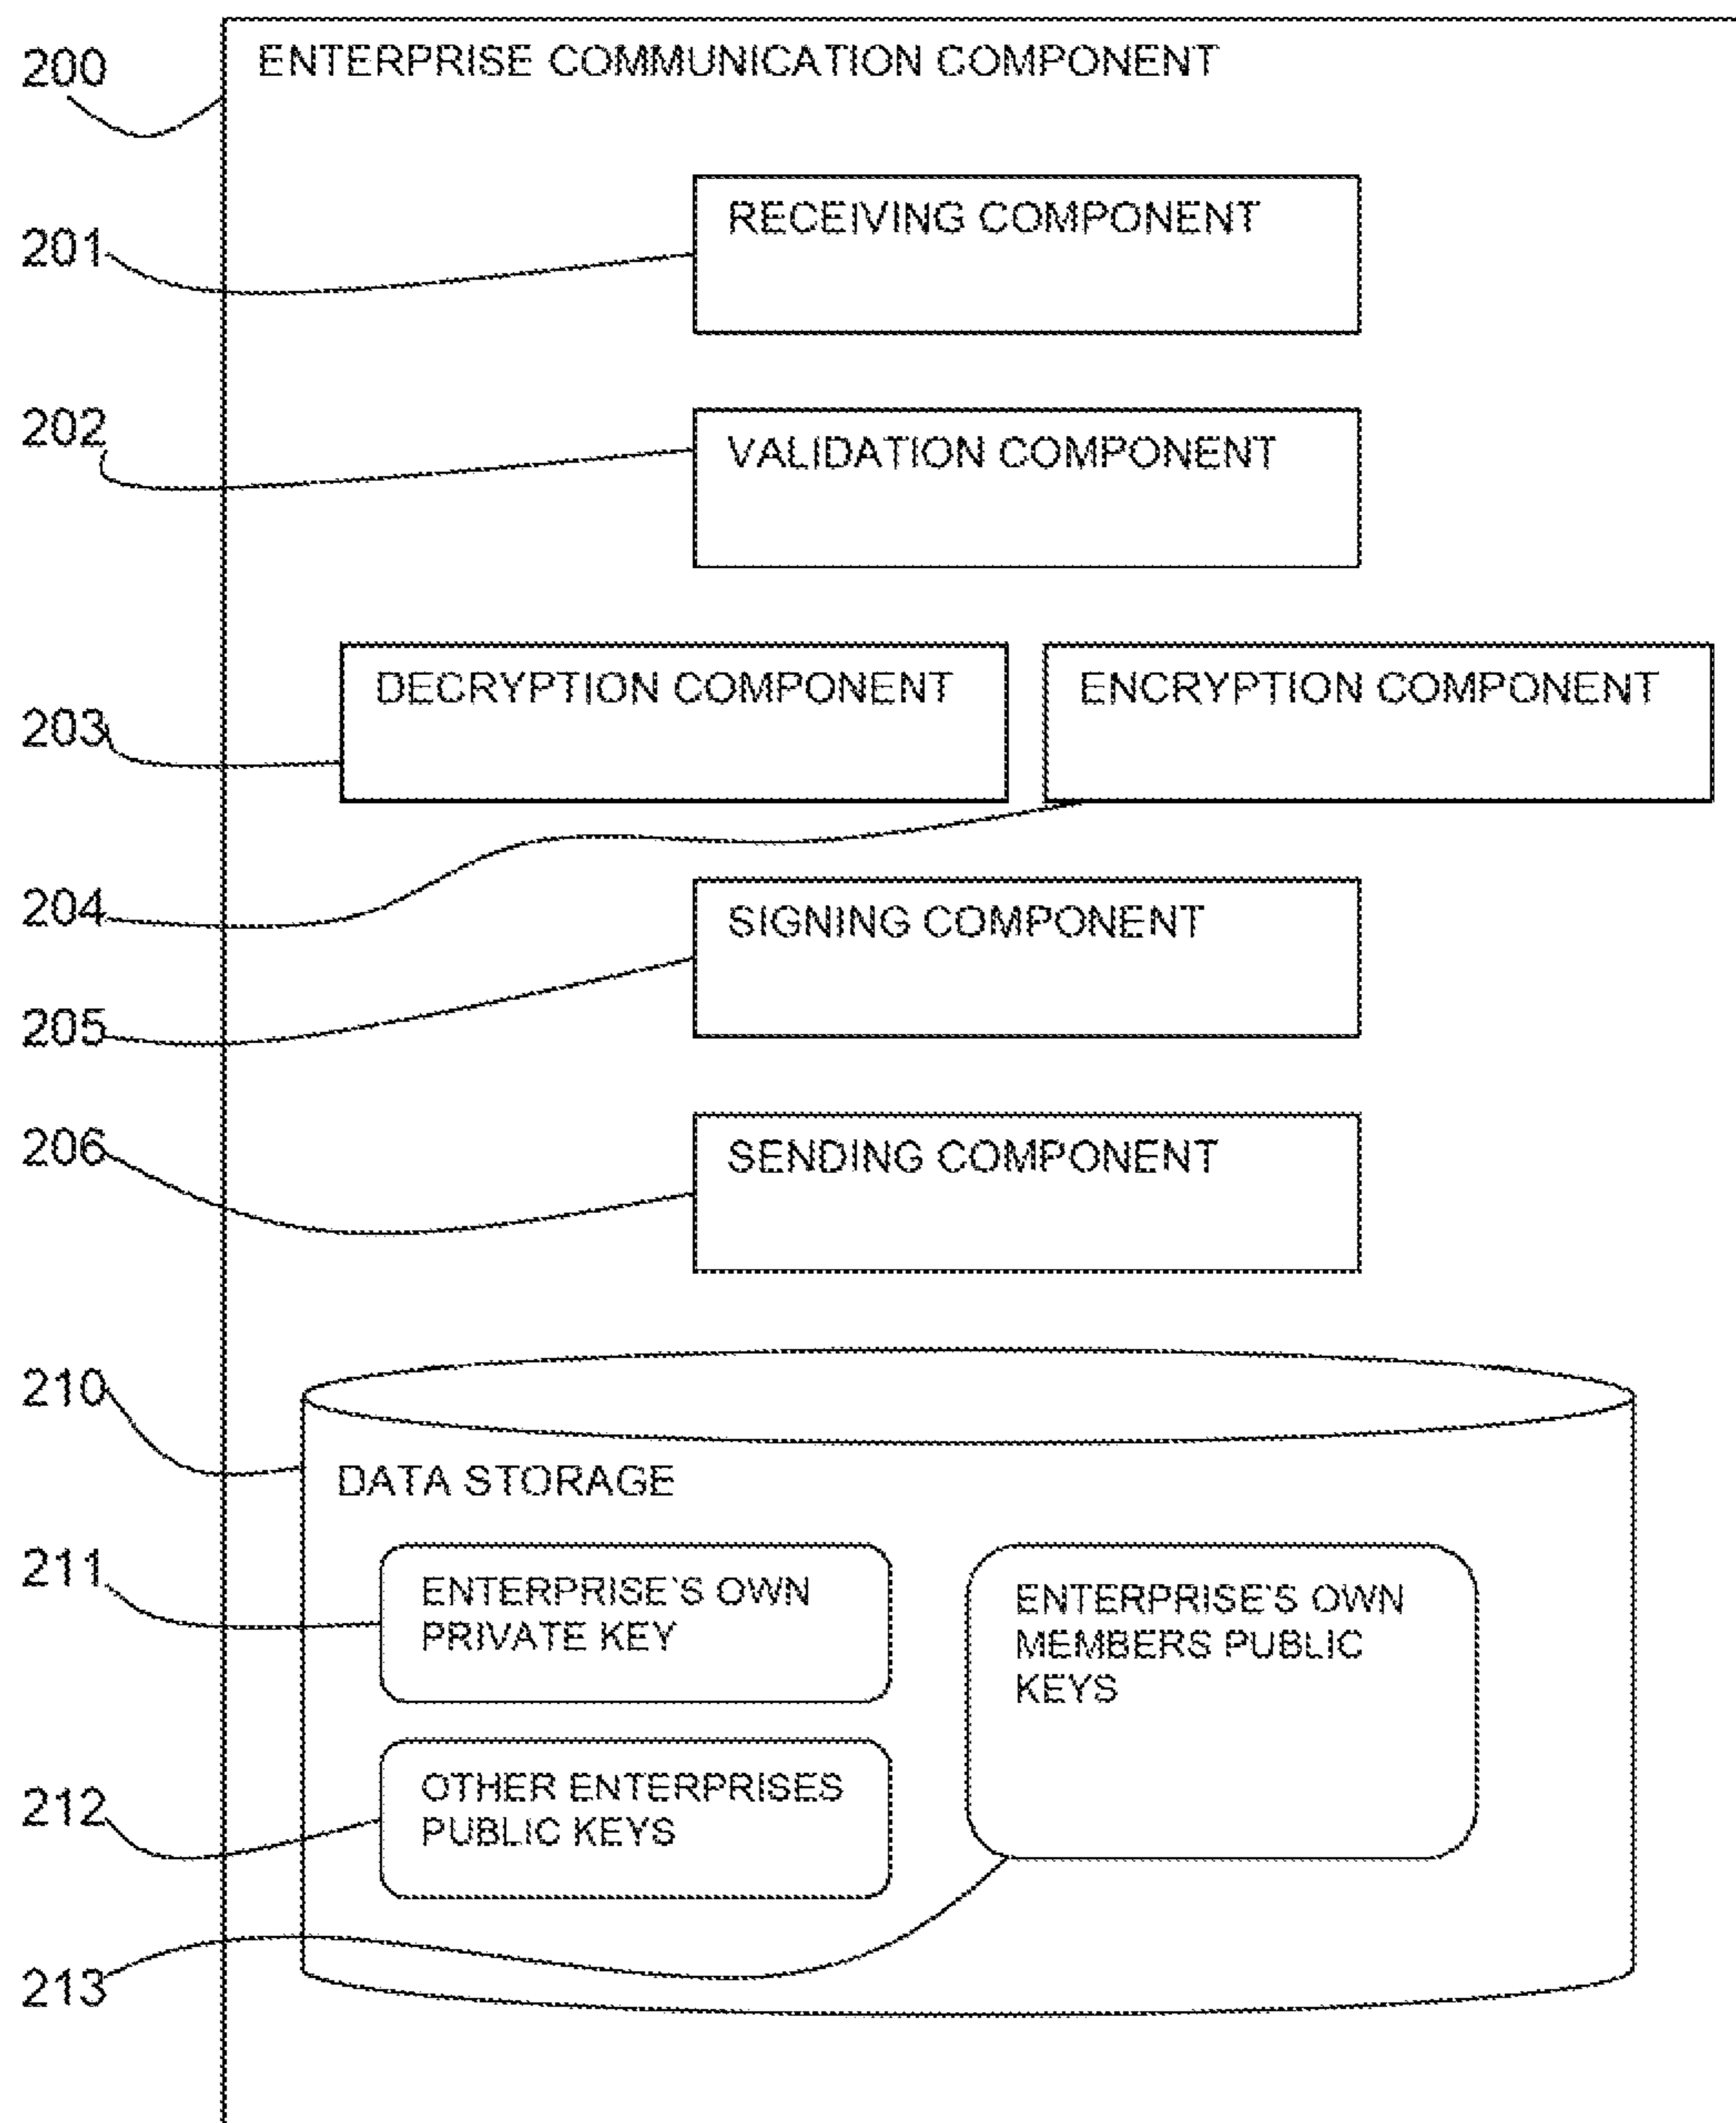 200
ENTERPRISE COMMUNICATION COMPONENT
201
RECEIVING COMPONENT
202
VALIDATION COMPONENT
203
DECRYPTION COMPONENT
ENCRYPTION COMPONENT
204
SIGNING COMPONENT
205
206
SENDING COMPONENT
210
DATA STORAGE
211
ENTERPRISE'S OWN
PRIVATE KEY
ENTERPRISE'S OWN
MEMBERS PUBLIC
KEYS
212
OTHER ENTERPRISES
PUBLIC KEYS
213